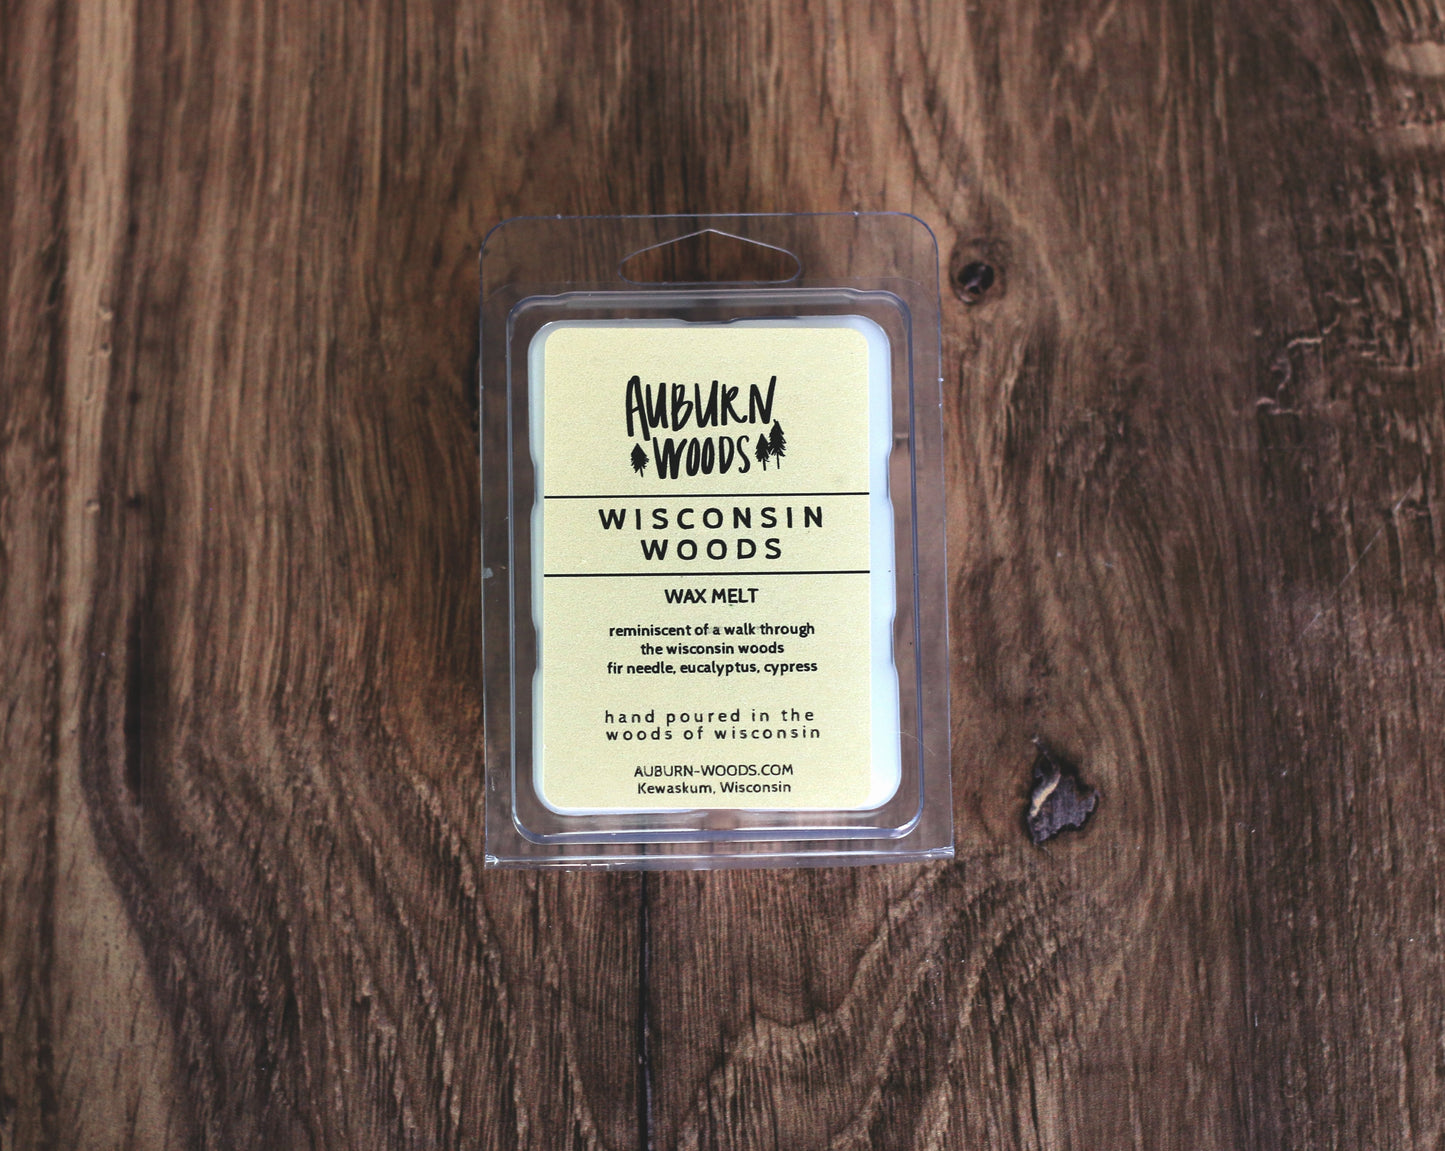 AUBURN
WOODS
WISCONSIN
WOODS
WAX MELT
reminiscent of a walk through
the wisconsin woods
fir needle, eucalyptus, cypress
hand poured in the
woods of wisconsin
AUBURN-WOODS.COM
Kewaskum, Wisconsin